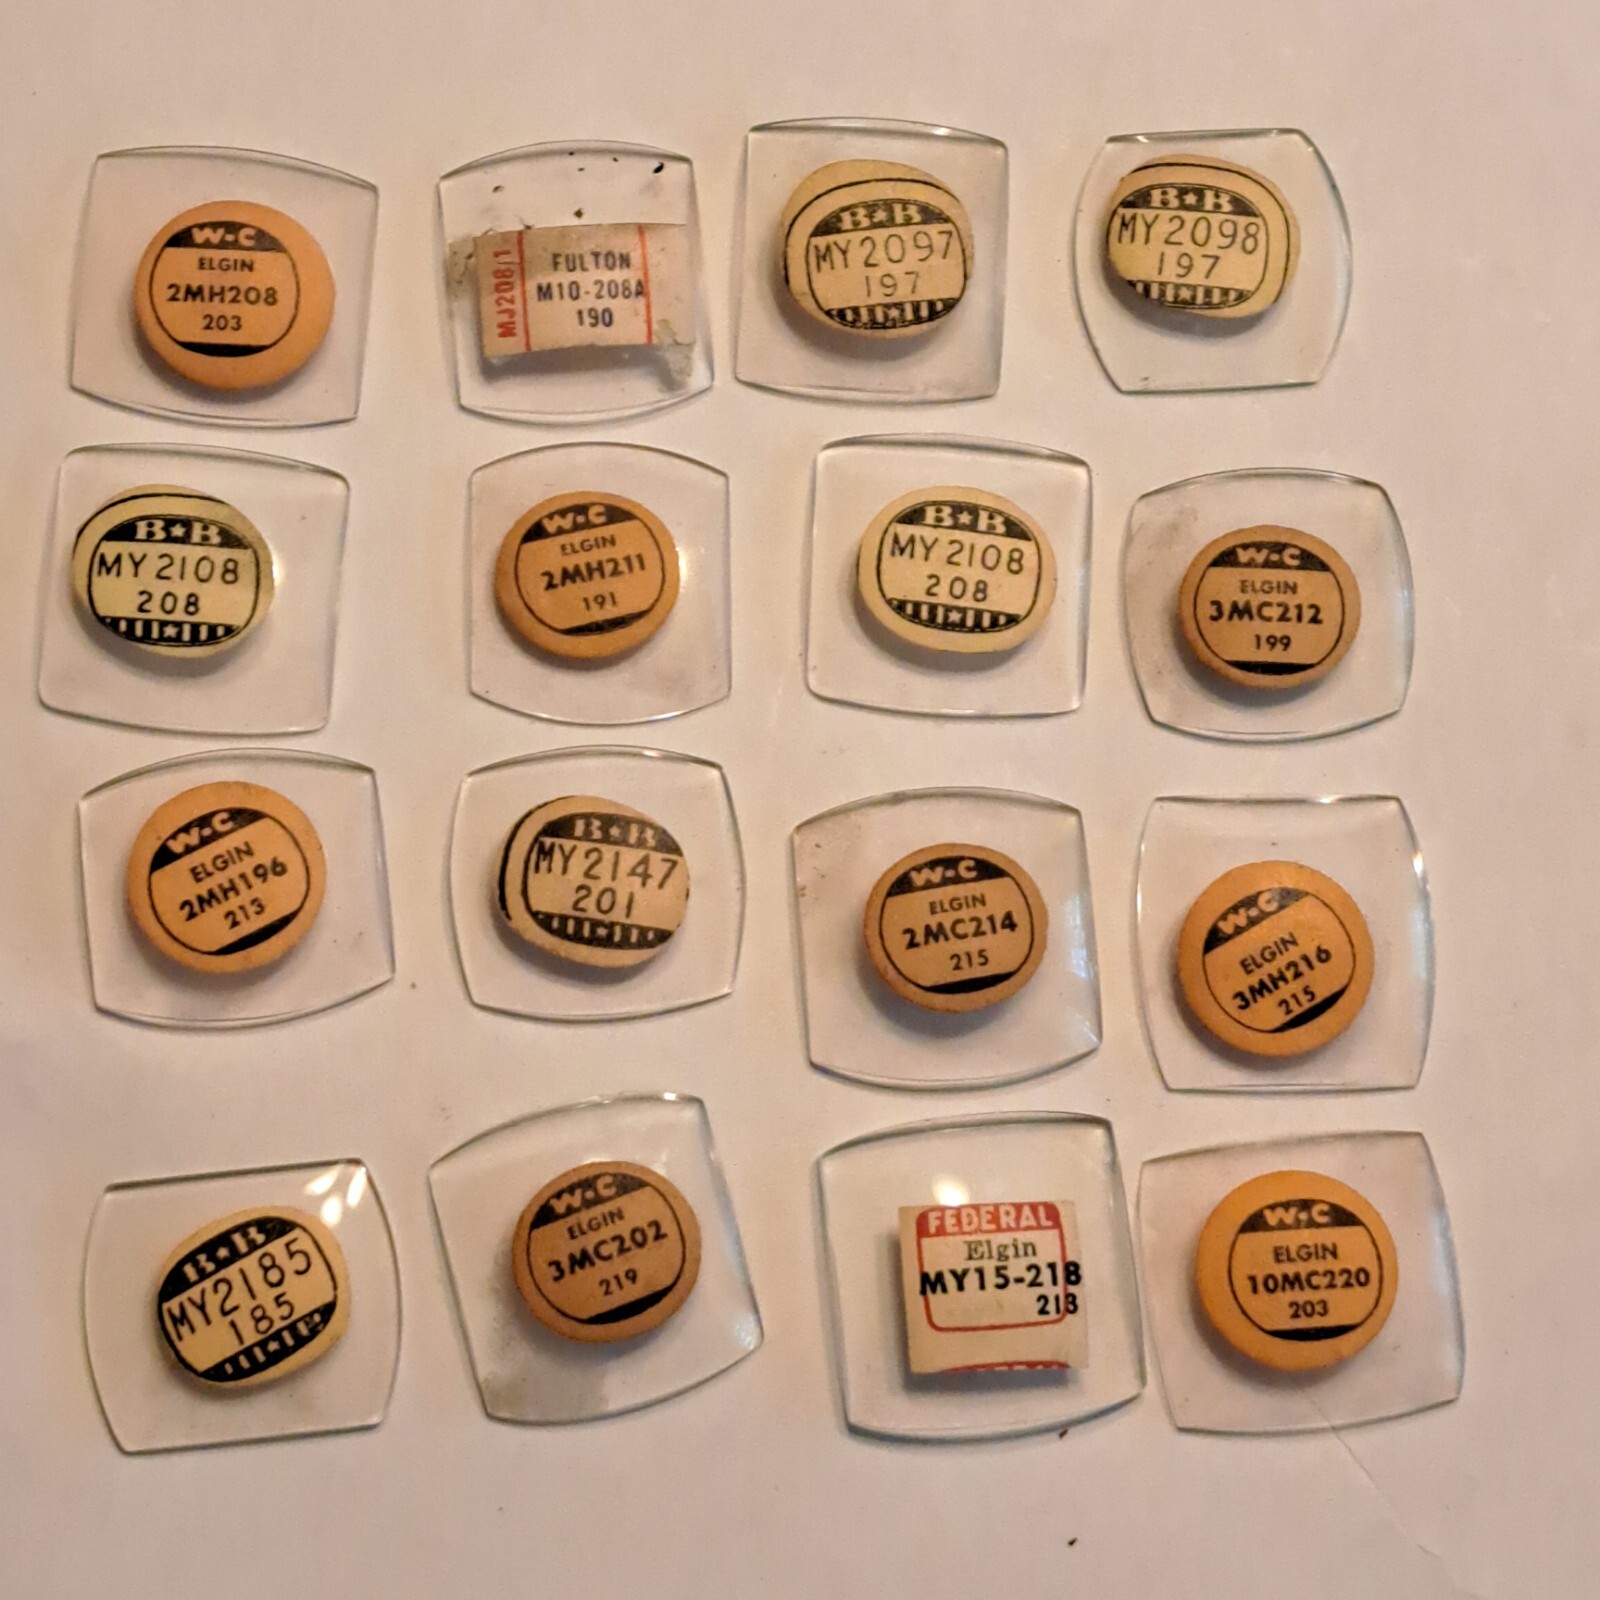 W-C
ELGIN
2MH208
203
MJ208/1
FULTON
M10-208A
190
B★B
MY2097
197
B★B
MY2098
197
B★B
MY2108
208
W-C
ELGIN
2MH211
191
B★B
MY2108
208
W-C
ELGIN
3MC212
199
W-C
ELGIN
2MH196
213
B★B
MY2147
201
W-C
ELGIN
2MC214
215
W-C
ELGIN
3MH216
215
B★B
MY2185
185
W-C
ELGIN
3MC202
219
FEDERAL
Elgin
MY15-218
213
W-C
ELGIN
10MC220
203